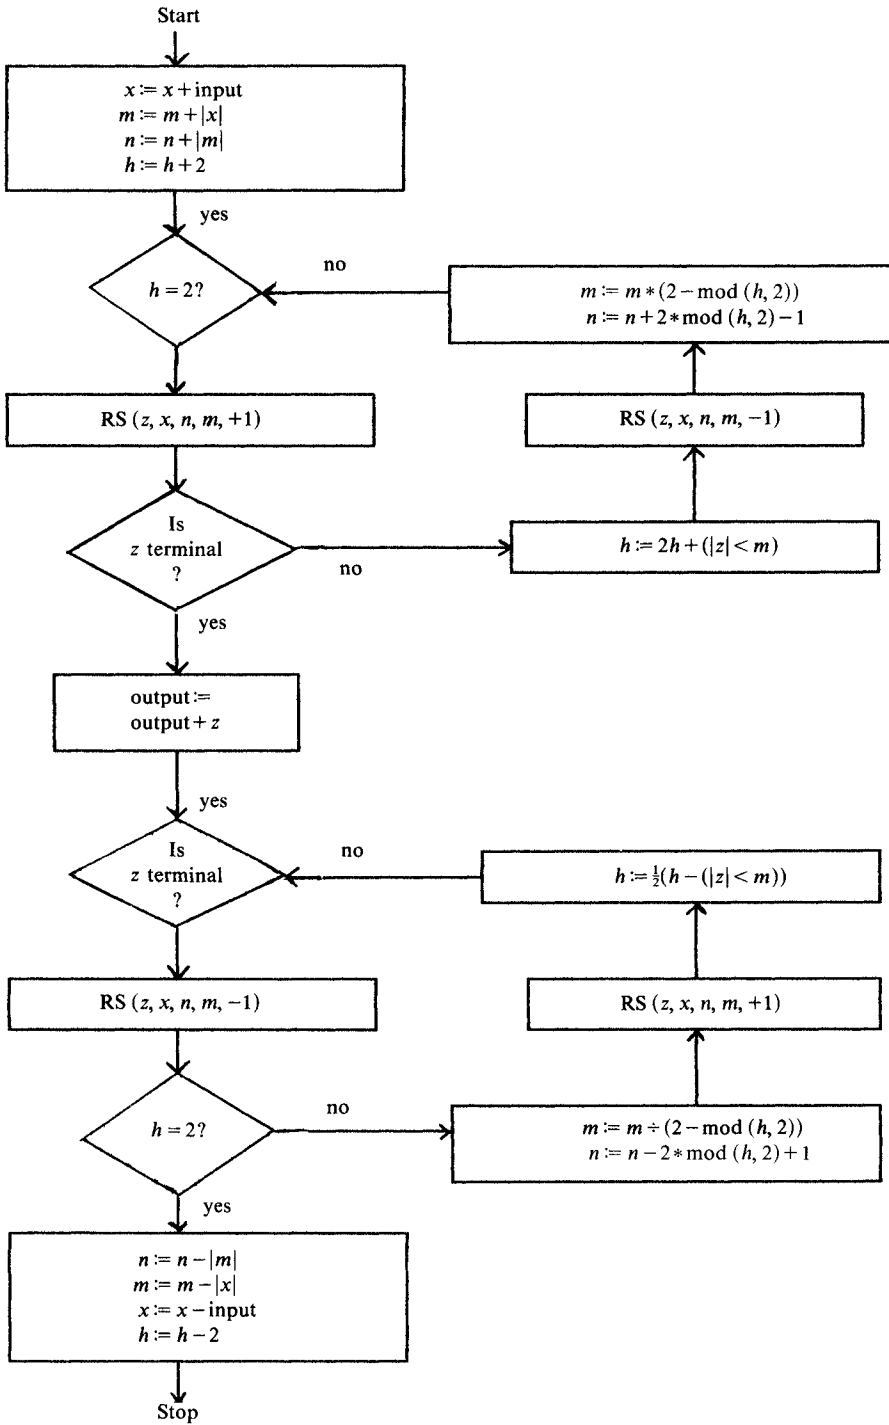 Start
x := x + input
m := m + |x|
n := n + |m|
h := h + 2
yes
h = 2?
no
m := m * (2 − mod (h, 2))
n := n + 2 * mod (h, 2) − 1
RS (z, x, n, m, +1)
RS (z, x, n, m, −1)
Is
z terminal
?
no
h := 2h + (|z| < m)
yes
output :=
output + z
yes
Is
z terminal
?
no
h := ½(h − (|z| < m))
RS (z, x, n, m, −1)
RS (z, x, n, m, +1)
h = 2?
no
m := m ÷ (2 − mod (h, 2))
n := n − 2 * mod (h, 2) + 1
yes
n := n − |m|
m := m − |x|
x := x − input
h := h − 2
Stop